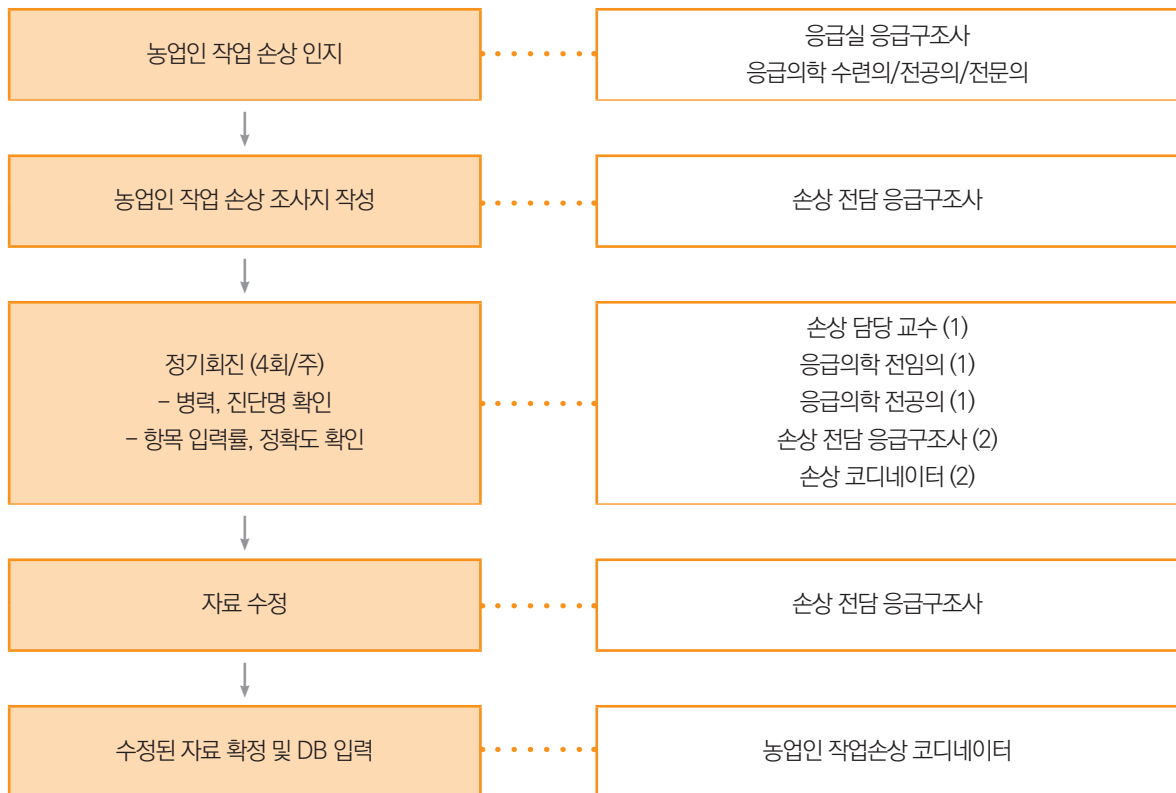 농업인 작업 손상 인지
응급실 응급구조사
응급의학 수련의/전공의/전문의
농업인 작업 손상 조사지 작성
손상 전담 응급구조사
정기회진 (4회/주)
– 병력, 진단명 확인
– 항목 입력률, 정확도 확인
손상 담당 교수 (1)
응급의학 전임의 (1)
응급의학 전공의 (1)
손상 전담 응급구조사 (2)
손상 코디네이터 (2)
자료 수정
손상 전담 응급구조사
수정된 자료 확정 및 DB 입력
농업인 작업손상 코디네이터